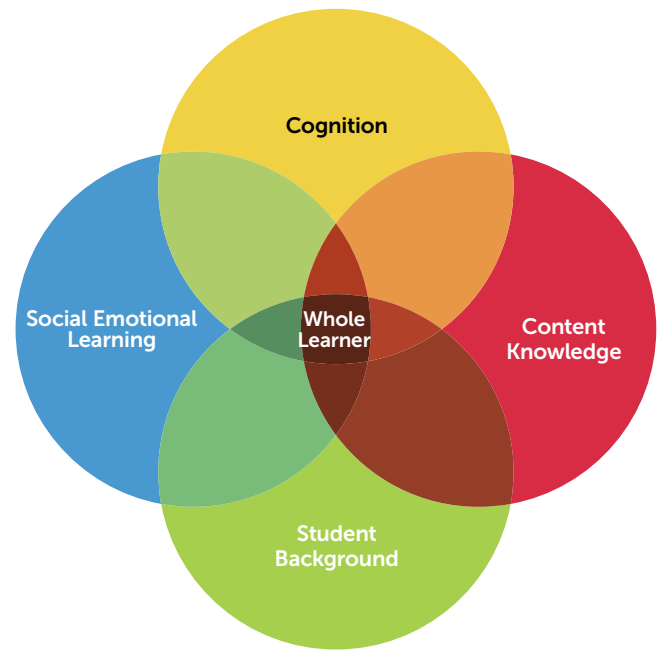 Cognition
Social Emotional
Learning
Whole
Learner
Content
Knowledge
Student
Background